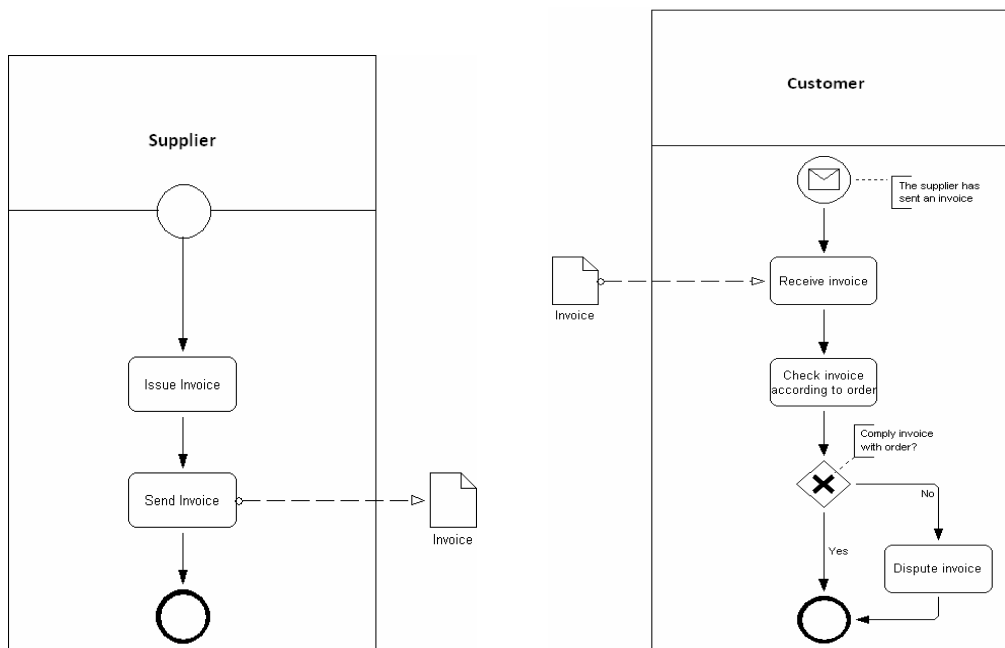 Supplier
Issue Invoice
Send Invoice
Invoice
Customer
The supplier has
sent an invoice
Receive invoice
Invoice
Check invoice
according to order
Comply invoice
with order?
No
Yes
Dispute invoice